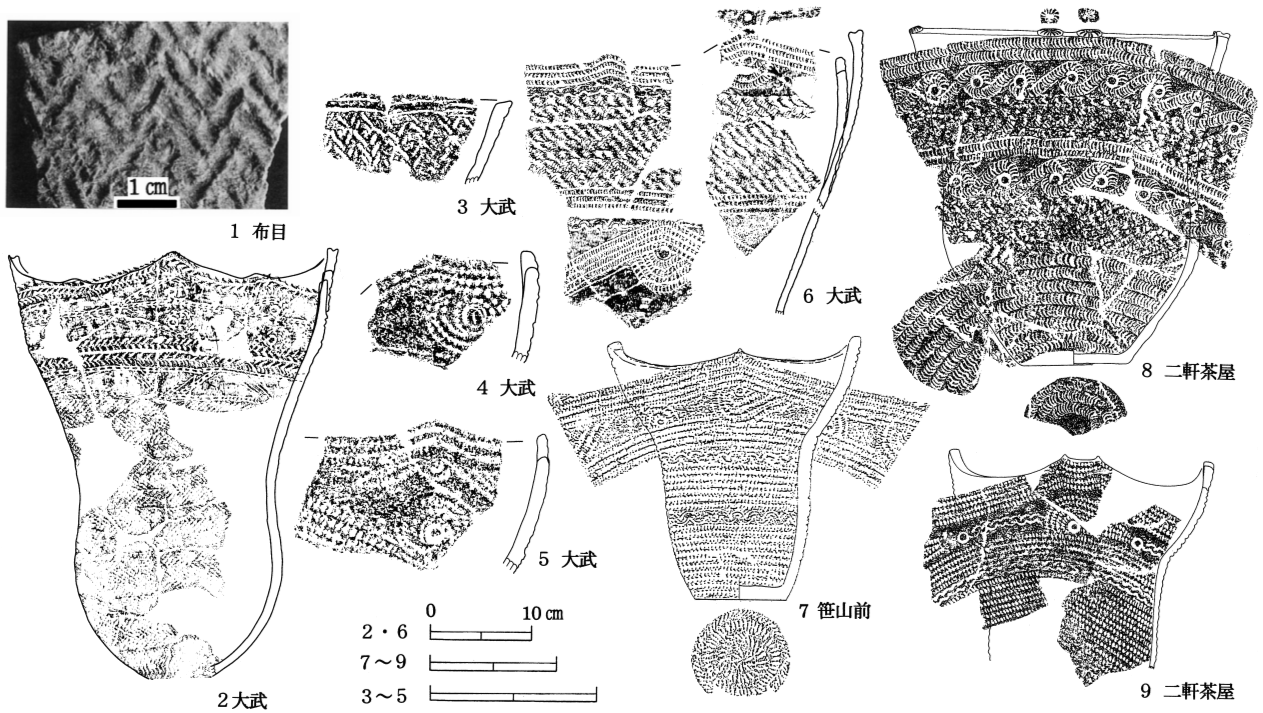 1 cm
1 布目
2 大武
3 大武
4 大武
5 大武
6 大武
7 笹山前
8 二軒茶屋
9 二軒茶屋
0 10 cm
2・6
7～9
3～5